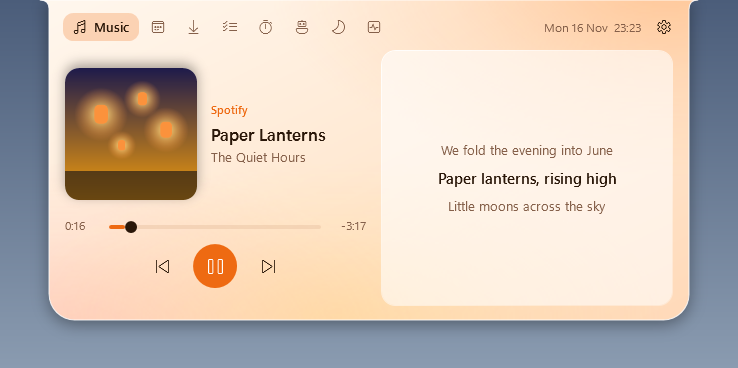 Music
Mon 16 Nov 23:23
Spotify
Paper Lanterns
The Quiet Hours
0:16
-3:17
We fold the evening into June
Paper lanterns, rising high
Little moons across the sky